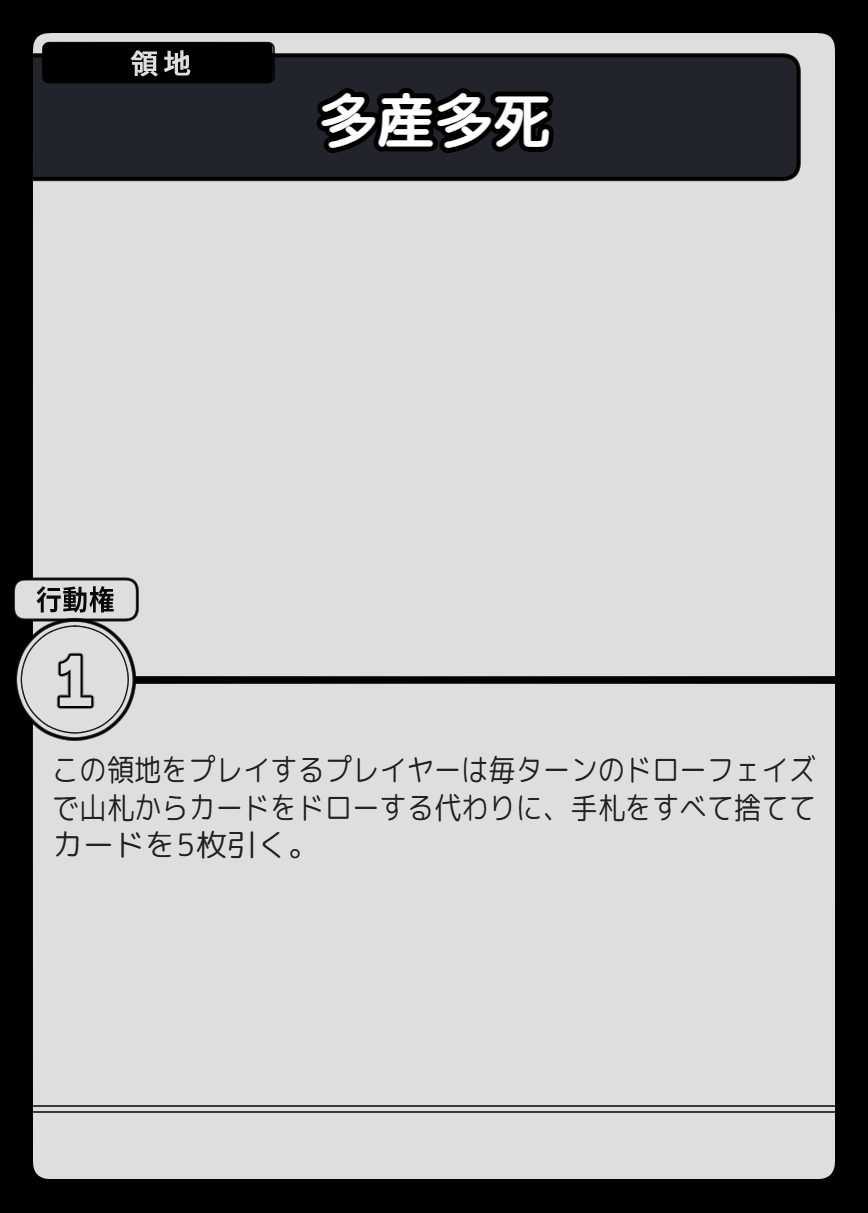 領地
多産多死
行動権
1
この領地をプレイするプレイヤーは毎ターンのドローフェイズ
で山札からカードをドローする代わりに、手札をすべて捨てて
カードを5枚引く。